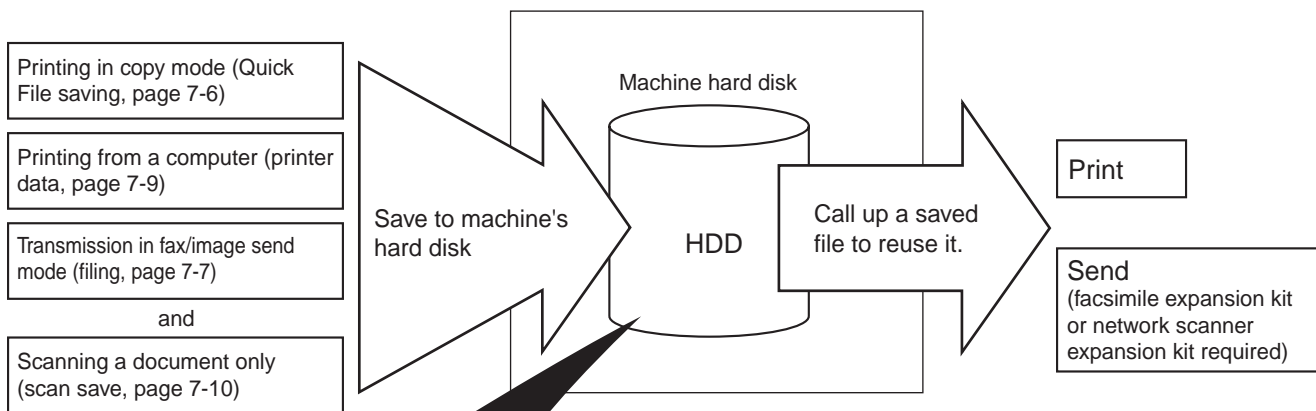 Printing in copy mode (Quick
File saving, page 7-6)
Printing from a computer (printer
data, page 7-9)
Transmission in fax/image send
mode (filing, page 7-7)
and
Scanning a document only
(scan save, page 7-10)
Save to machine's
hard disk
Machine hard disk
HDD
Call up a saved
file to reuse it.
Print
Send
(facsimile expansion kit
or network scanner
expansion kit required)